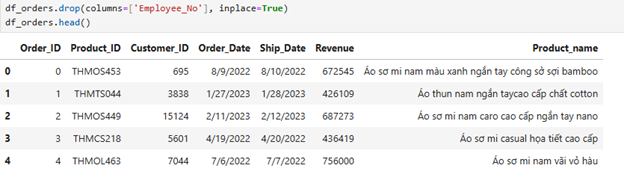 df_orders.drop(columns=['Employee_No'], inplace=True)
df_orders.head()
Order_ID Product_ID Customer_ID Order_Date Ship_Date Revenue Product_name
0 0 THMOS453 695 8/9/2022 8/10/2022 672545 Áo sơ mi nam màu xanh ngắn tay công sở sợi bamboo
1 1 THMTS044 3838 1/27/2023 1/28/2023 426109 Áo thun nam ngắn taycao cấp chất cotton
2 2 THMOS449 15124 2/11/2023 2/12/2023 687273 Áo sơ mi nam caro cao cấp ngắn tay nano
3 3 THMCS218 5601 4/19/2022 4/20/2022 436419 Áo sơ mi casual họa tiết cao cấp
4 4 THMOL463 7044 7/6/2022 7/7/2022 756000 Áo sơ mi nam vãi vỏ hàu